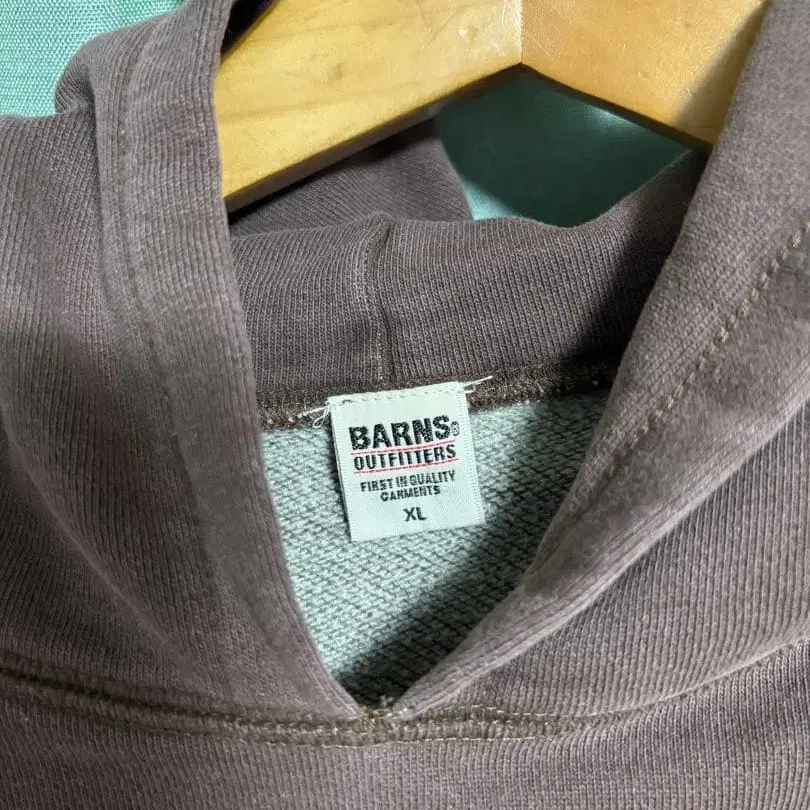 BARNS®
OUTFITTERS
FIRST IN QUALITY
GARMENTS
XL